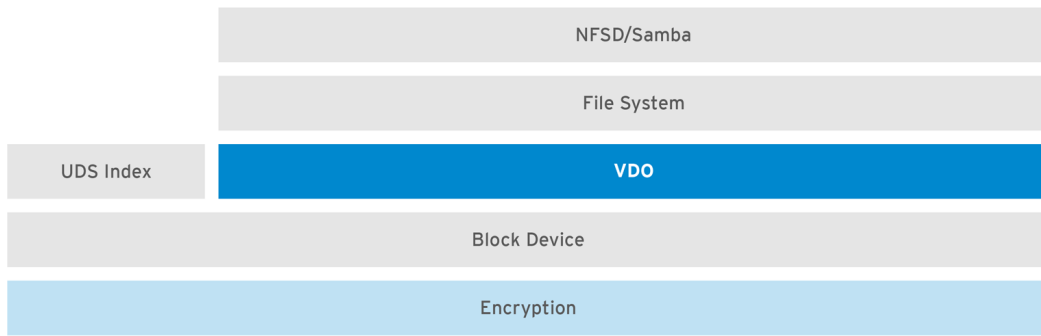 NFSD/Samba
File System
UDS Index
VDO
Block Device
Encryption